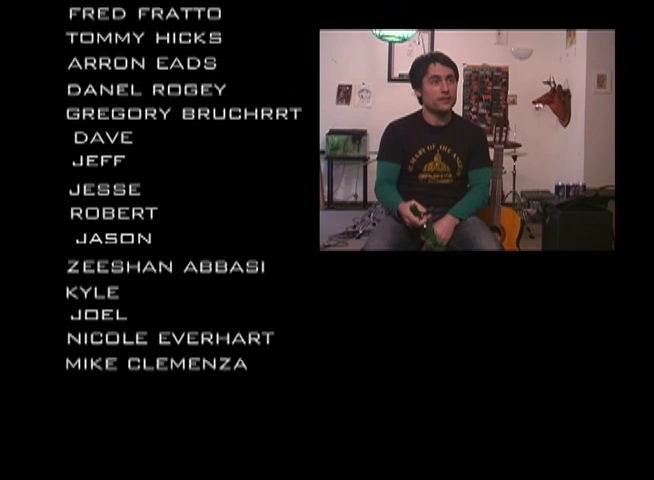 FRED FRATTO
TOMMY HICKS
ARRON EADS
DANEL ROGEY
GREGORY BRUCHRRT
DAVE
JEFF
JESSE
ROBERT
JASON
ZEESHAN ABBASI
KYLE
JOEL
NICOLE EVERHART
MIKE CLEMENZA